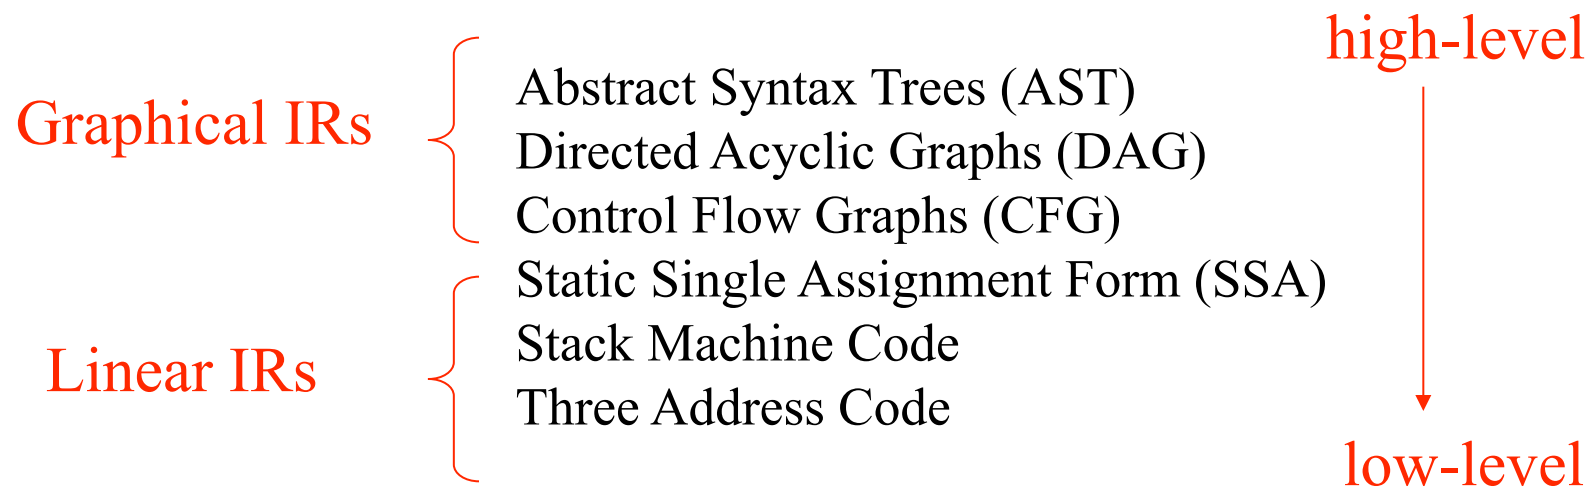 high-level
Graphical IRs
Abstract Syntax Trees (AST)
Directed Acyclic Graphs (DAG)
Control Flow Graphs (CFG)
Linear IRs
Static Single Assignment Form (SSA)
Stack Machine Code
Three Address Code
low-level